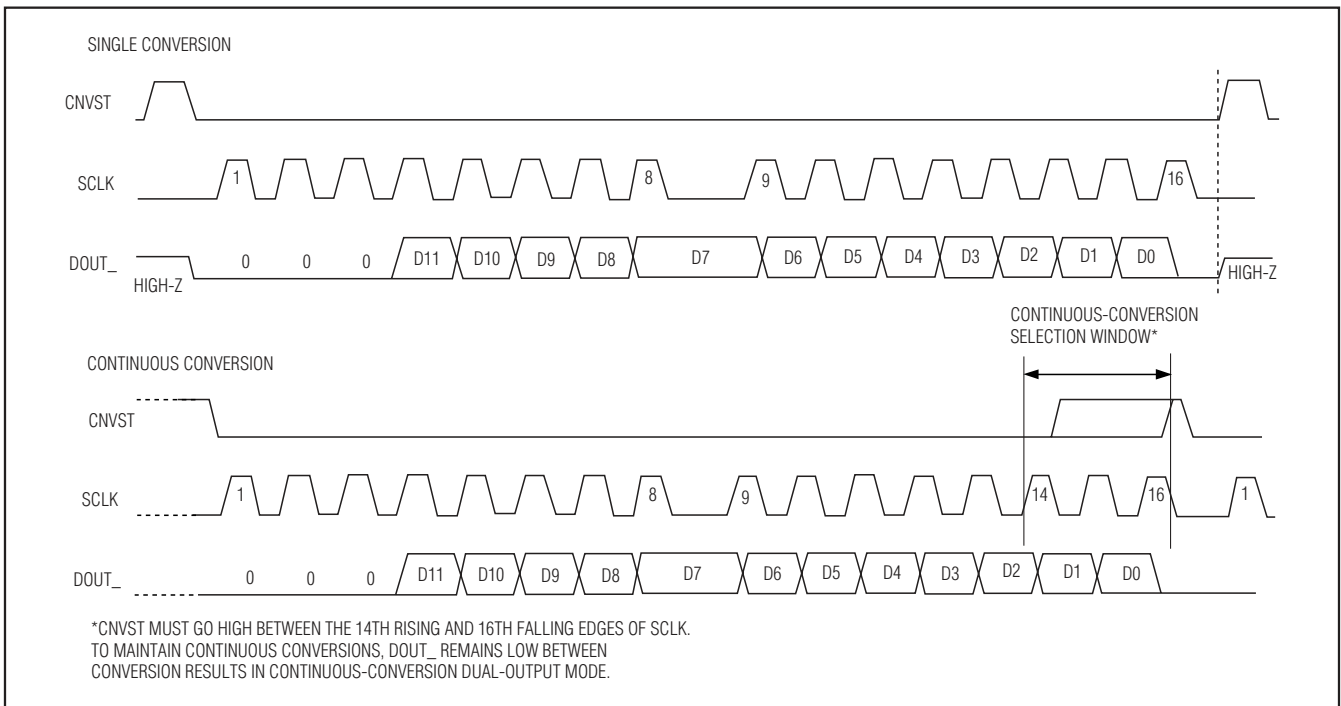 SINGLE CONVERSION
CNVST
SCLK
1 8 9 16
DOUT_
HIGH-Z
0 0 0 D11 D10 D9 D8 D7 D6 D5 D4 D3 D2 D1 D0
HIGH-Z
CONTINUOUS-CONVERSION
SELECTION WINDOW*
CONTINUOUS CONVERSION
CNVST
SCLK
1 8 9 14 16 1
DOUT_
0 0 0 D11 D10 D9 D8 D7 D6 D5 D4 D3 D2 D1 D0
*CNVST MUST GO HIGH BETWEEN THE 14TH RISING AND 16TH FALLING EDGES OF SCLK.
TO MAINTAIN CONTINUOUS CONVERSIONS, DOUT_ REMAINS LOW BETWEEN
CONVERSION RESULTS IN CONTINUOUS-CONVERSION DUAL-OUTPUT MODE.